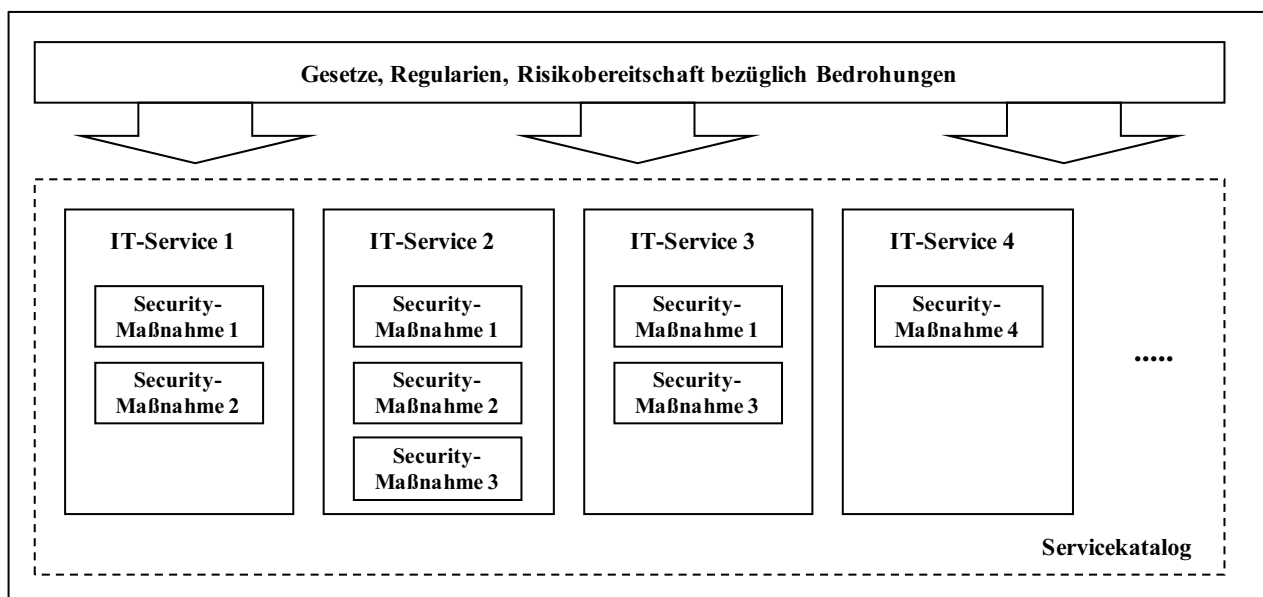 Gesetze, Regularien, Risikobereitschaft bezüglich Bedrohungen
IT-Service 1
Security-
Maßnahme 1
Security-
Maßnahme 2
IT-Service 2
Security-
Maßnahme 1
Security-
Maßnahme 2
Security-
Maßnahme 3
IT-Service 3
Security-
Maßnahme 1
Security-
Maßnahme 3
IT-Service 4
Security-
Maßnahme 4
.....
Servicekatalog